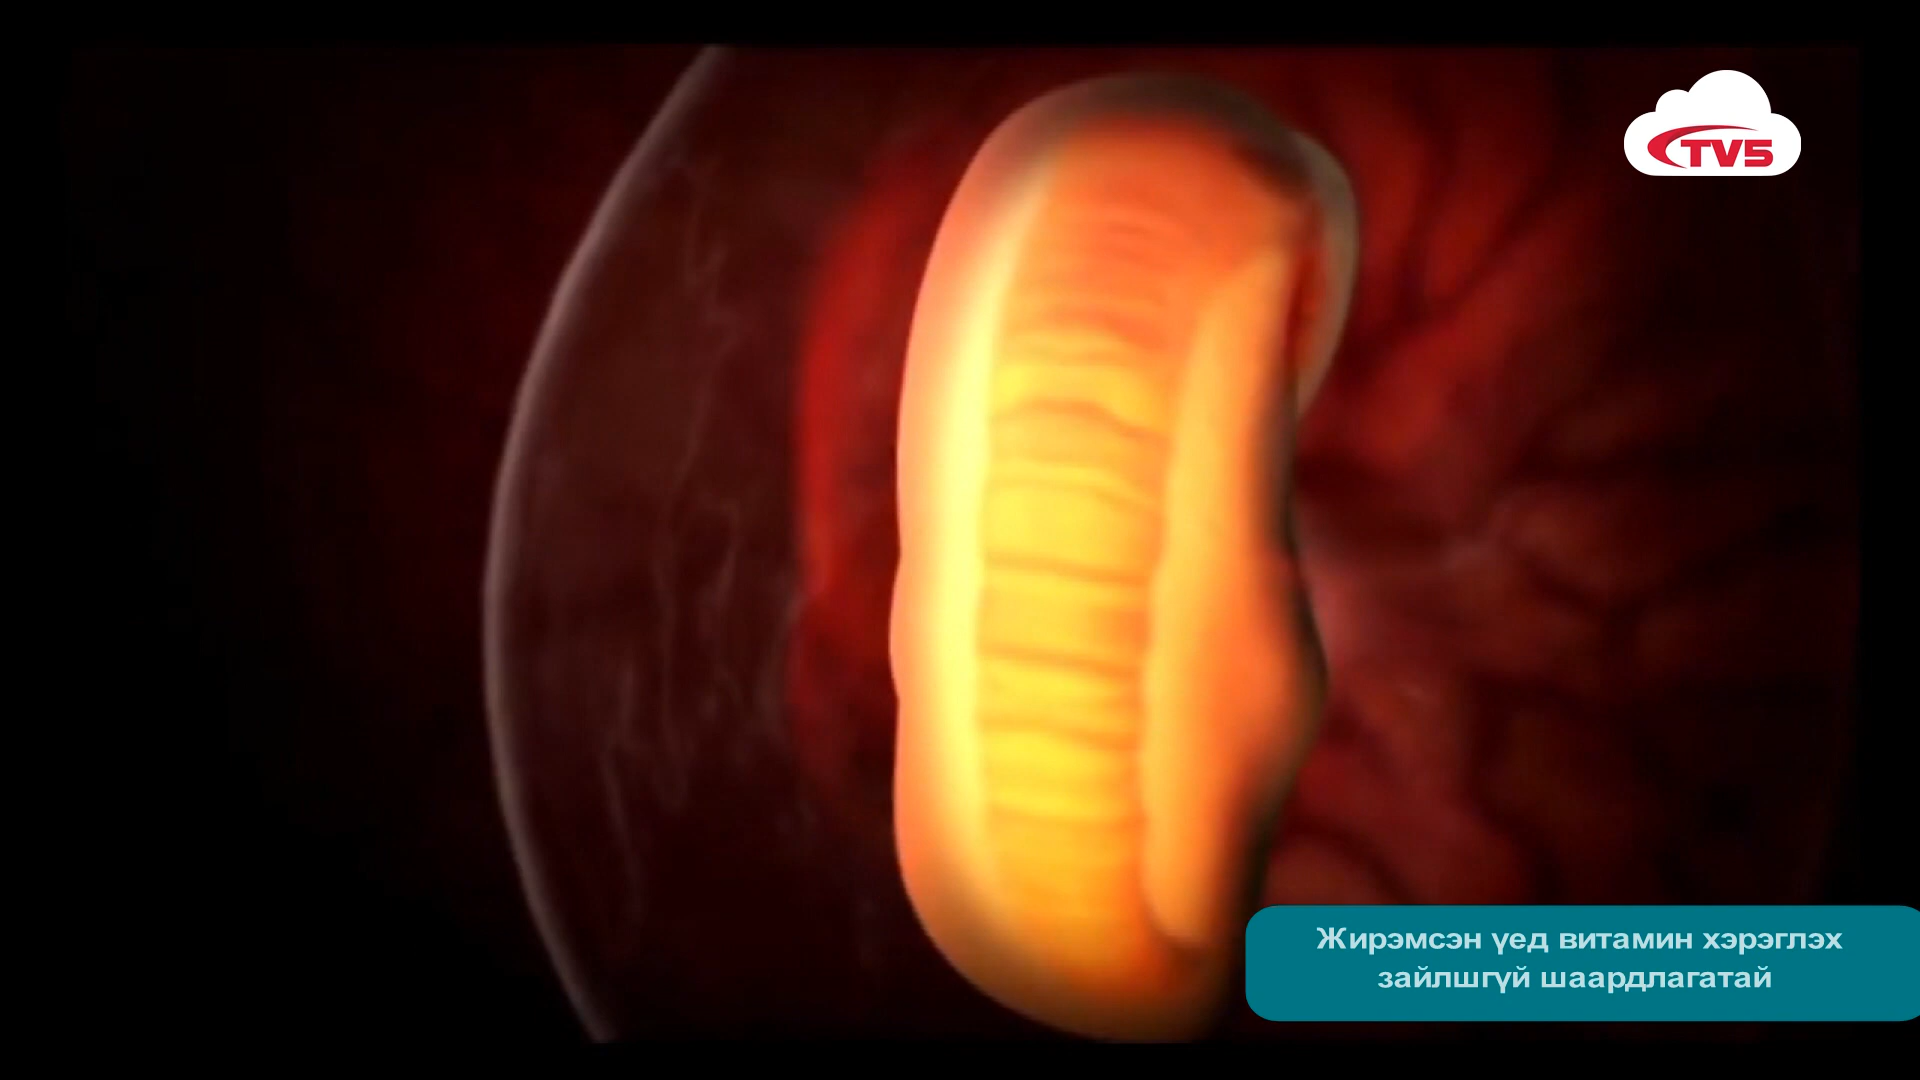 TV5
Жирэмсэн үед витамин хэрэглэх
зайлшгүй шаардлагатай